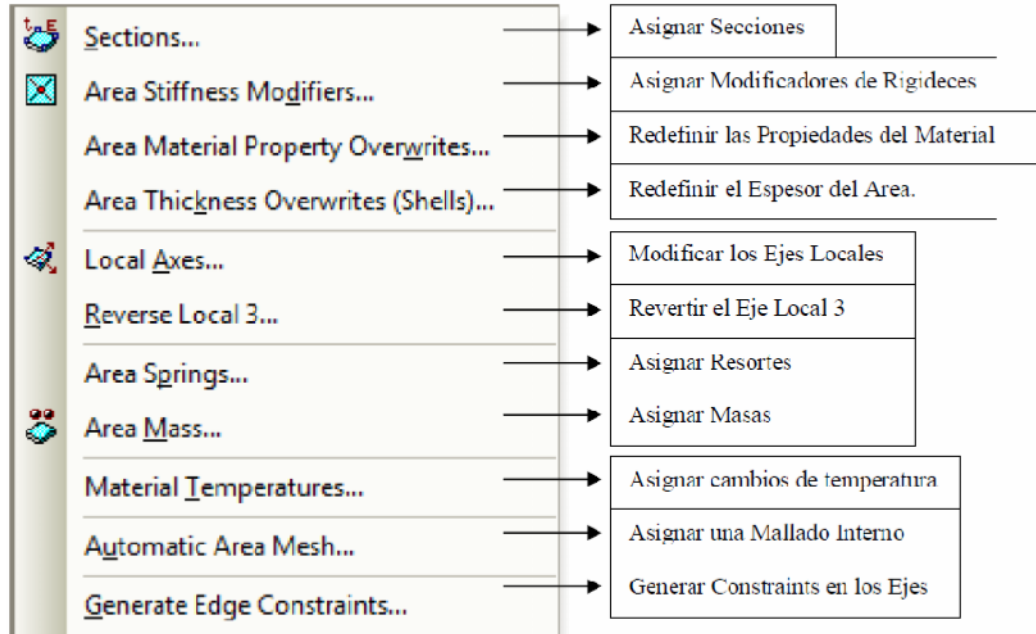 Sections...
Asignar Secciones
Area Stiffness Modifiers...
Asignar Modificadores de Rigideces
Area Material Property Overwrites...
Redefinir las Propiedades del Material
Area Thickness Overwrites (Shells)...
Redefinir el Espesor del Area.
Local Axes...
Modificar los Ejes Locales
Reverse Local 3...
Revertir el Eje Local 3
Area Springs...
Asignar Resortes
Area Mass...
Asignar Masas
Material Temperatures...
Asignar cambios de temperatura
Automatic Area Mesh...
Asignar una Mallado Interno
Generate Edge Constraints...
Generar Constraints en los Ejes